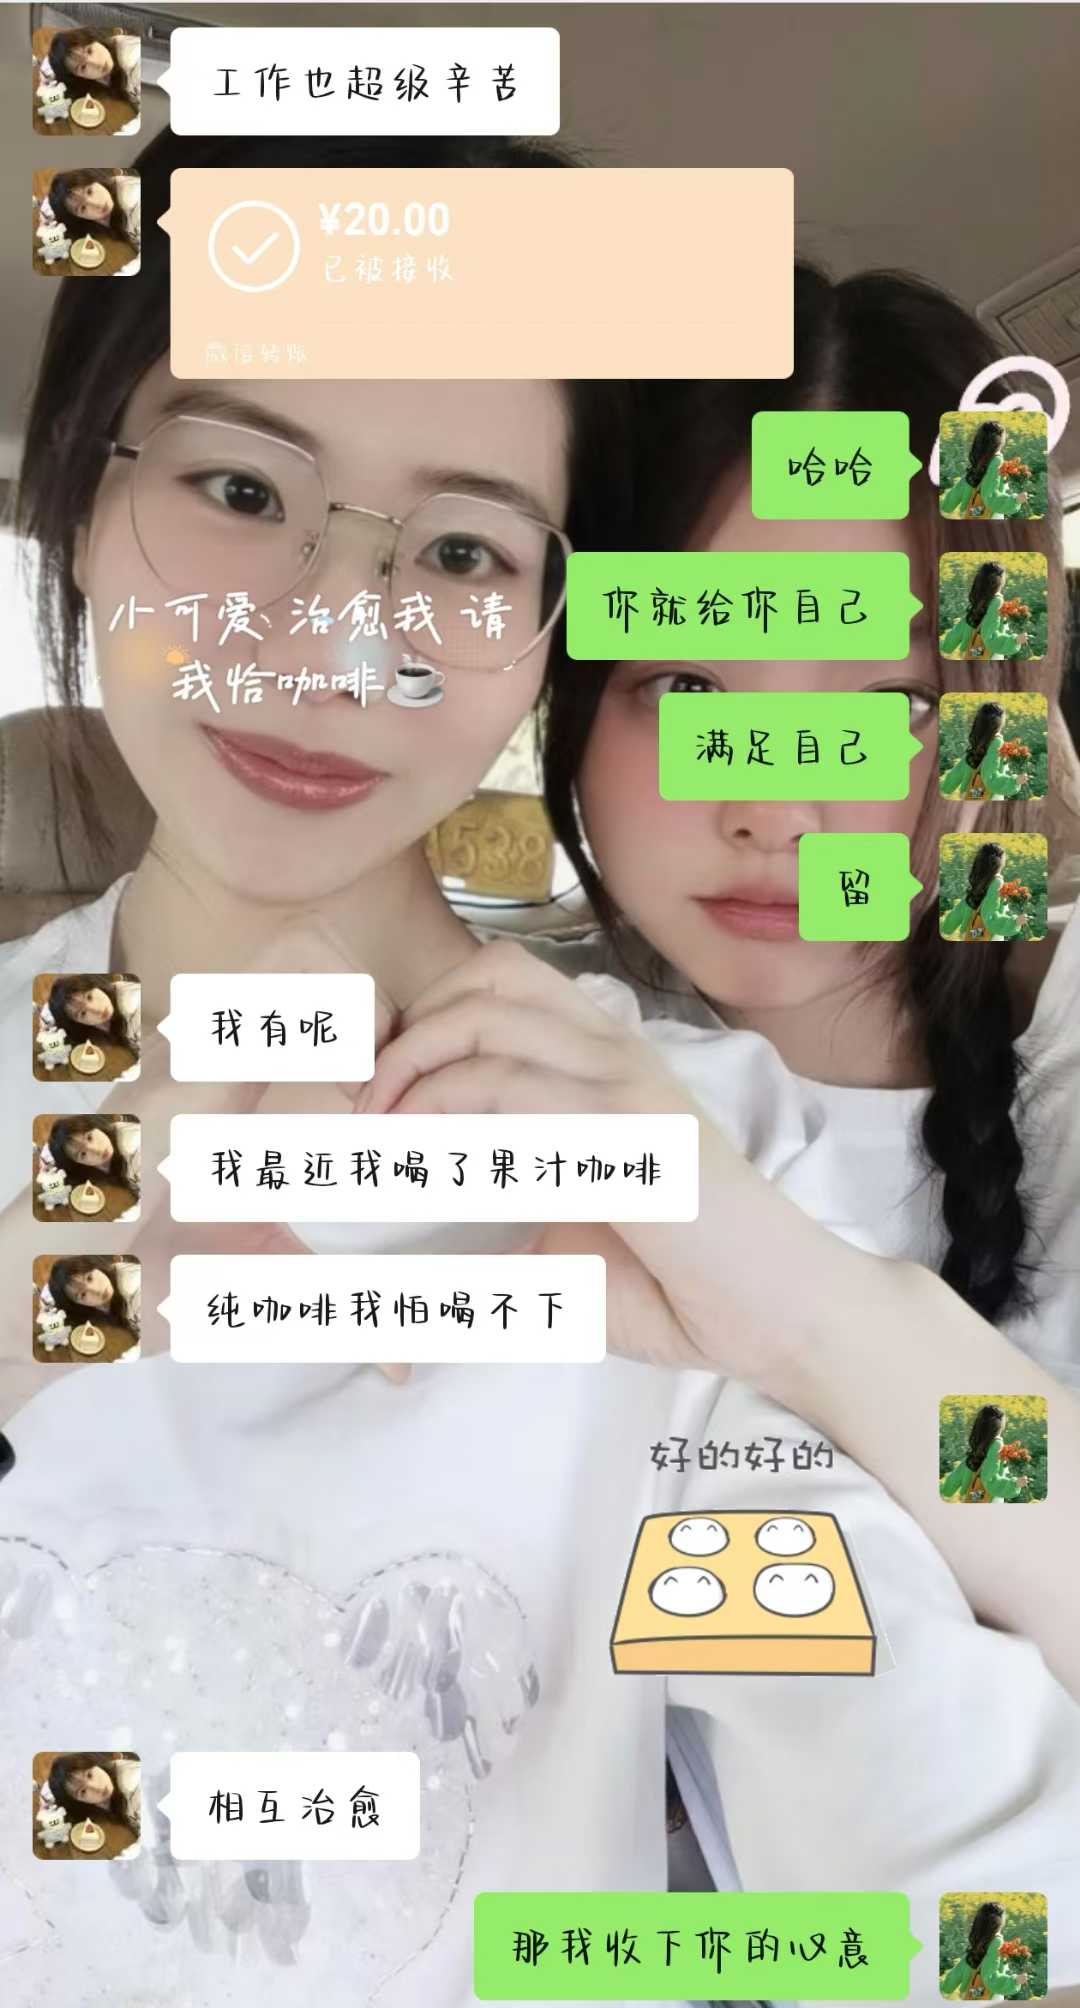 工作也超级辛苦
¥20.00
已被接收
微信转账
哈哈
你就给你自己
小可爱 治愈我 请
我恰咖啡
满足自己
538
留
我有呢
我最近我喝了果汁咖啡
纯咖啡我怕喝不下
好的好的
相互治愈
那我收下你的心意